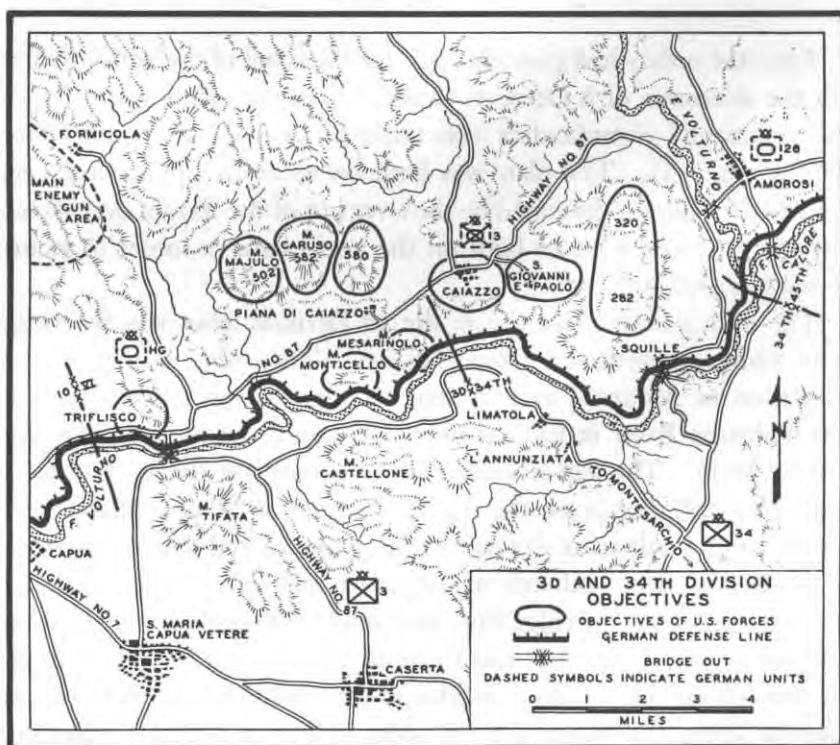 FORMICOLA
MAIN
ENEMY
GUN
AREA
M.
MAJULO
502
M.
CARUSO
582
580
PIANA DI CAIAZZO
13
HIGHWAY NO. 87
CAIAZZO
S.
GIOVANNI
E PAOLO
320
262
F. VOLTURNO
26
AMOROSI
F. CALORE
34TH
45TH
SQUILLE
HG
NO. 87
M.
MESARINOLO
M.
MONTICELLO
3D
34TH
10
VI
TRIFLISCO
LIMATOLA
L'ANNUNZIATA
TO MONTESARCHIO
N
34
M.
CASTELLONE
M.
TIFATA
F. VOLTURNO
CAPUA
HIGHWAY NO. 7
HIGHWAY NO. 87
3
S. MARIA
CAPUA VETERE
CASERTA
3D AND 34TH DIVISION
OBJECTIVES
OBJECTIVES OF U.S. FORCES
GERMAN DEFENSE LINE
BRIDGE OUT
DASHED SYMBOLS INDICATE GERMAN UNITS
0 1 2 3 4
MILES